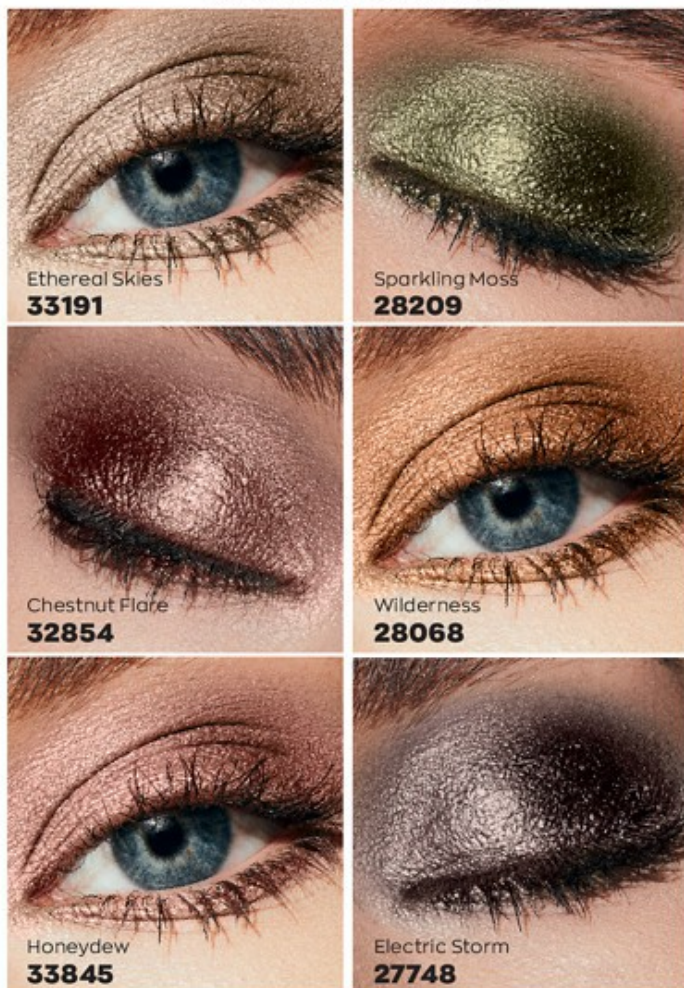 Ethereal Skies
33191
Sparkling Moss
28209
Chestnut Flare
32854
Wilderness
28068
Honeydew
33845
Electric Storm
27748